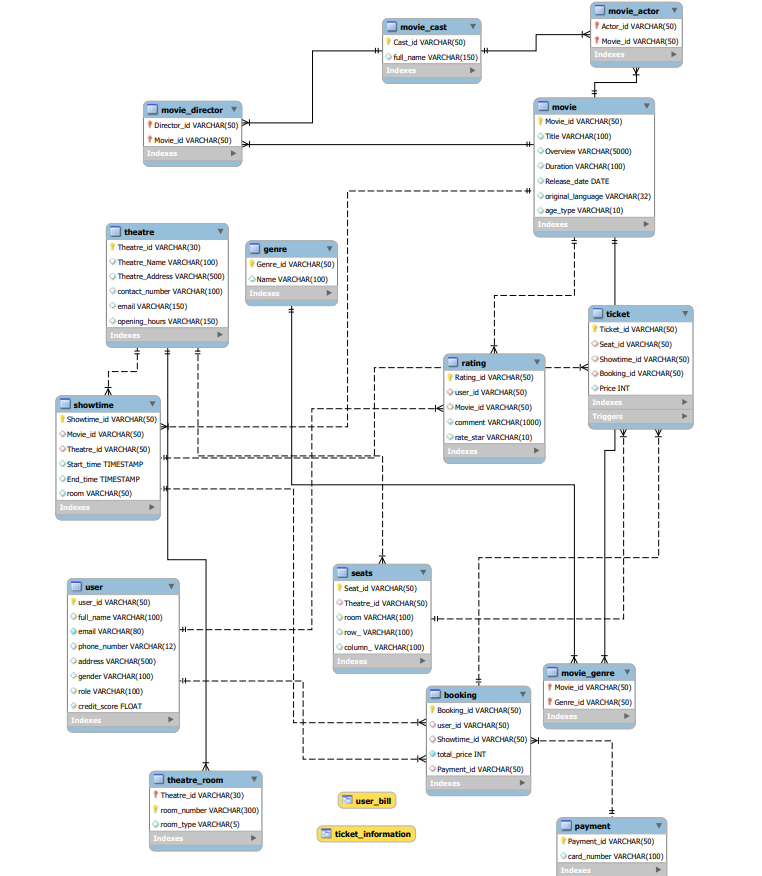 movie_actor
Actor_id VARCHAR(50)
Movie_id VARCHAR(50)
Indexes
movie_cast
Cast_id VARCHAR(50)
full_name VARCHAR(150)
Indexes
movie_director
Director_id VARCHAR(50)
Movie_id VARCHAR(50)
Indexes
movie
Movie_id VARCHAR(50)
Title VARCHAR(100)
Overview VARCHAR(5000)
Duration VARCHAR(100)
Release_date DATE
original_language VARCHAR(32)
age_type VARCHAR(10)
Indexes
theatre
Theatre_id VARCHAR(30)
Theatre_Name VARCHAR(100)
Theatre_Address VARCHAR(500)
contact_number VARCHAR(100)
email VARCHAR(150)
opening_hours VARCHAR(150)
Indexes
genre
Genre_id VARCHAR(50)
Name VARCHAR(100)
Indexes
ticket
Ticket_id VARCHAR(50)
Seat_id VARCHAR(50)
Showtime_id VARCHAR(50)
Booking_id VARCHAR(50)
Price INT
Indexes
Triggers
rating
Rating_id VARCHAR(50)
user_id VARCHAR(50)
Movie_id VARCHAR(50)
comment VARCHAR(1000)
rate_star VARCHAR(10)
Indexes
showtime
Showtime_id VARCHAR(50)
Movie_id VARCHAR(50)
Theatre_id VARCHAR(50)
Start_time TIMESTAMP
End_time TIMESTAMP
room VARCHAR(50)
Indexes
seats
Seat_id VARCHAR(50)
Theatre_id VARCHAR(50)
room VARCHAR(100)
row_ VARCHAR(100)
column_ VARCHAR(100)
Indexes
user
user_id VARCHAR(50)
full_name VARCHAR(100)
email VARCHAR(80)
phone_number VARCHAR(12)
address VARCHAR(500)
gender VARCHAR(100)
role VARCHAR(100)
credit_score FLOAT
Indexes
movie_genre
Movie_id VARCHAR(50)
Genre_id VARCHAR(50)
Indexes
booking
Booking_id VARCHAR(50)
user_id VARCHAR(50)
Showtime_id VARCHAR(50)
total_price INT
Payment_id VARCHAR(50)
Indexes
theatre_room
Theatre_id VARCHAR(30)
room_number VARCHAR(300)
room_type VARCHAR(5)
Indexes
user_bill
ticket_information
payment
Payment_id VARCHAR(50)
card_number VARCHAR(100)
Indexes